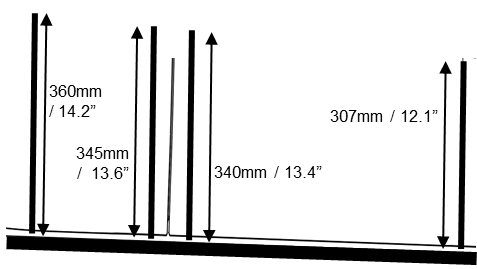 360mm
/ 14.2”
345mm
/ 13.6”
340mm / 13.4”
307mm / 12.1”